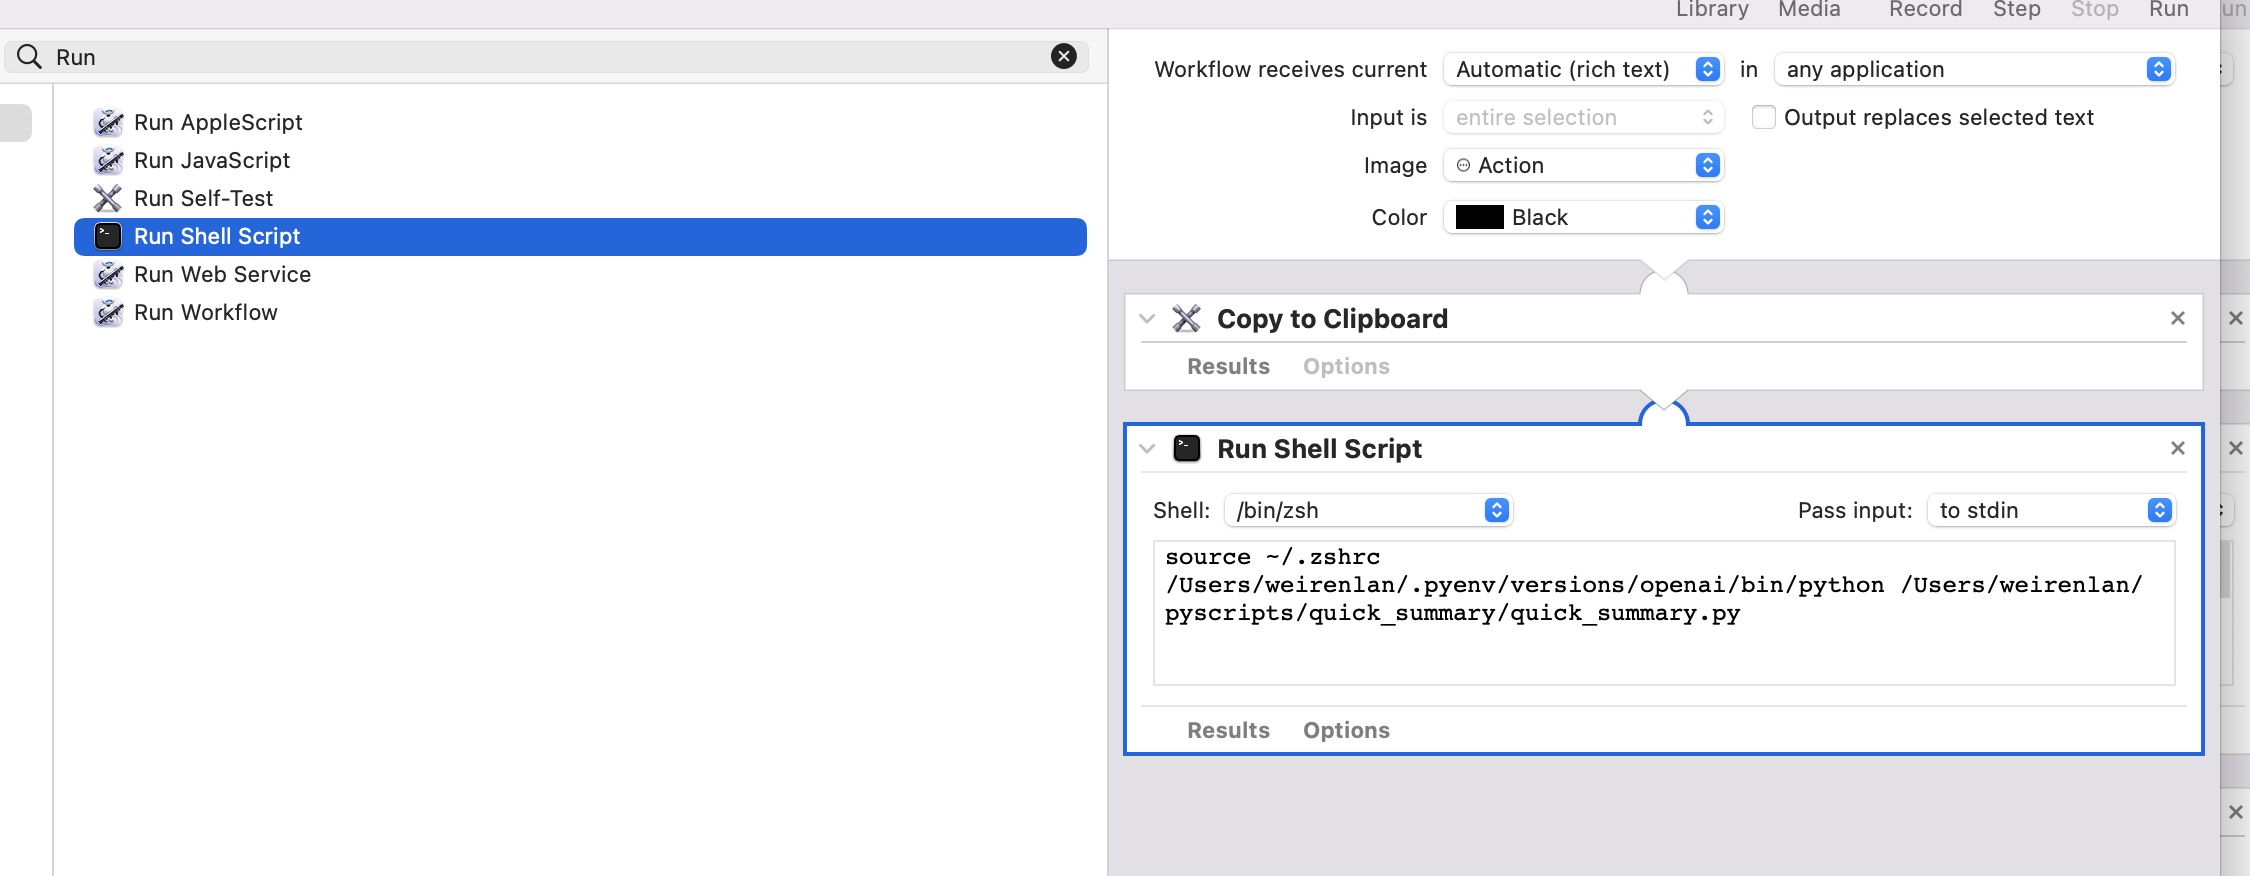 Library Media Record Step Stop Run un
Run
Workflow receives current Automatic (rich text) in any application
Input is entire selection Output replaces selected text
Image Action
Color Black
Run AppleScript
Run JavaScript
Run Self-Test
Run Shell Script
Run Web Service
Run Workflow
Copy to Clipboard
Results Options
Run Shell Script
Shell: /bin/zsh Pass input: to stdin
source ~/.zshrc
/Users/weirenlan/.pyenv/versions/openai/bin/python /Users/weirenlan/
pyscripts/quick_summary/quick_summary.py
Results Options